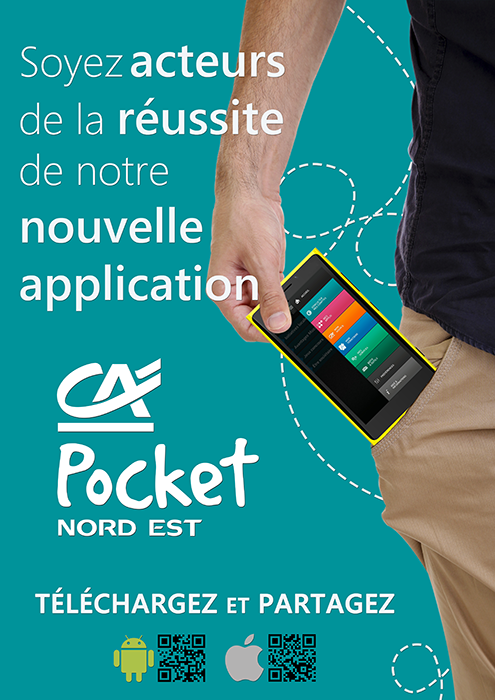 Soyez acteurs
de la réussite
de notre
nouvelle
application
CA
Pocket
NORD EST
TÉLÉCHARGEZ ET PARTAGEZ